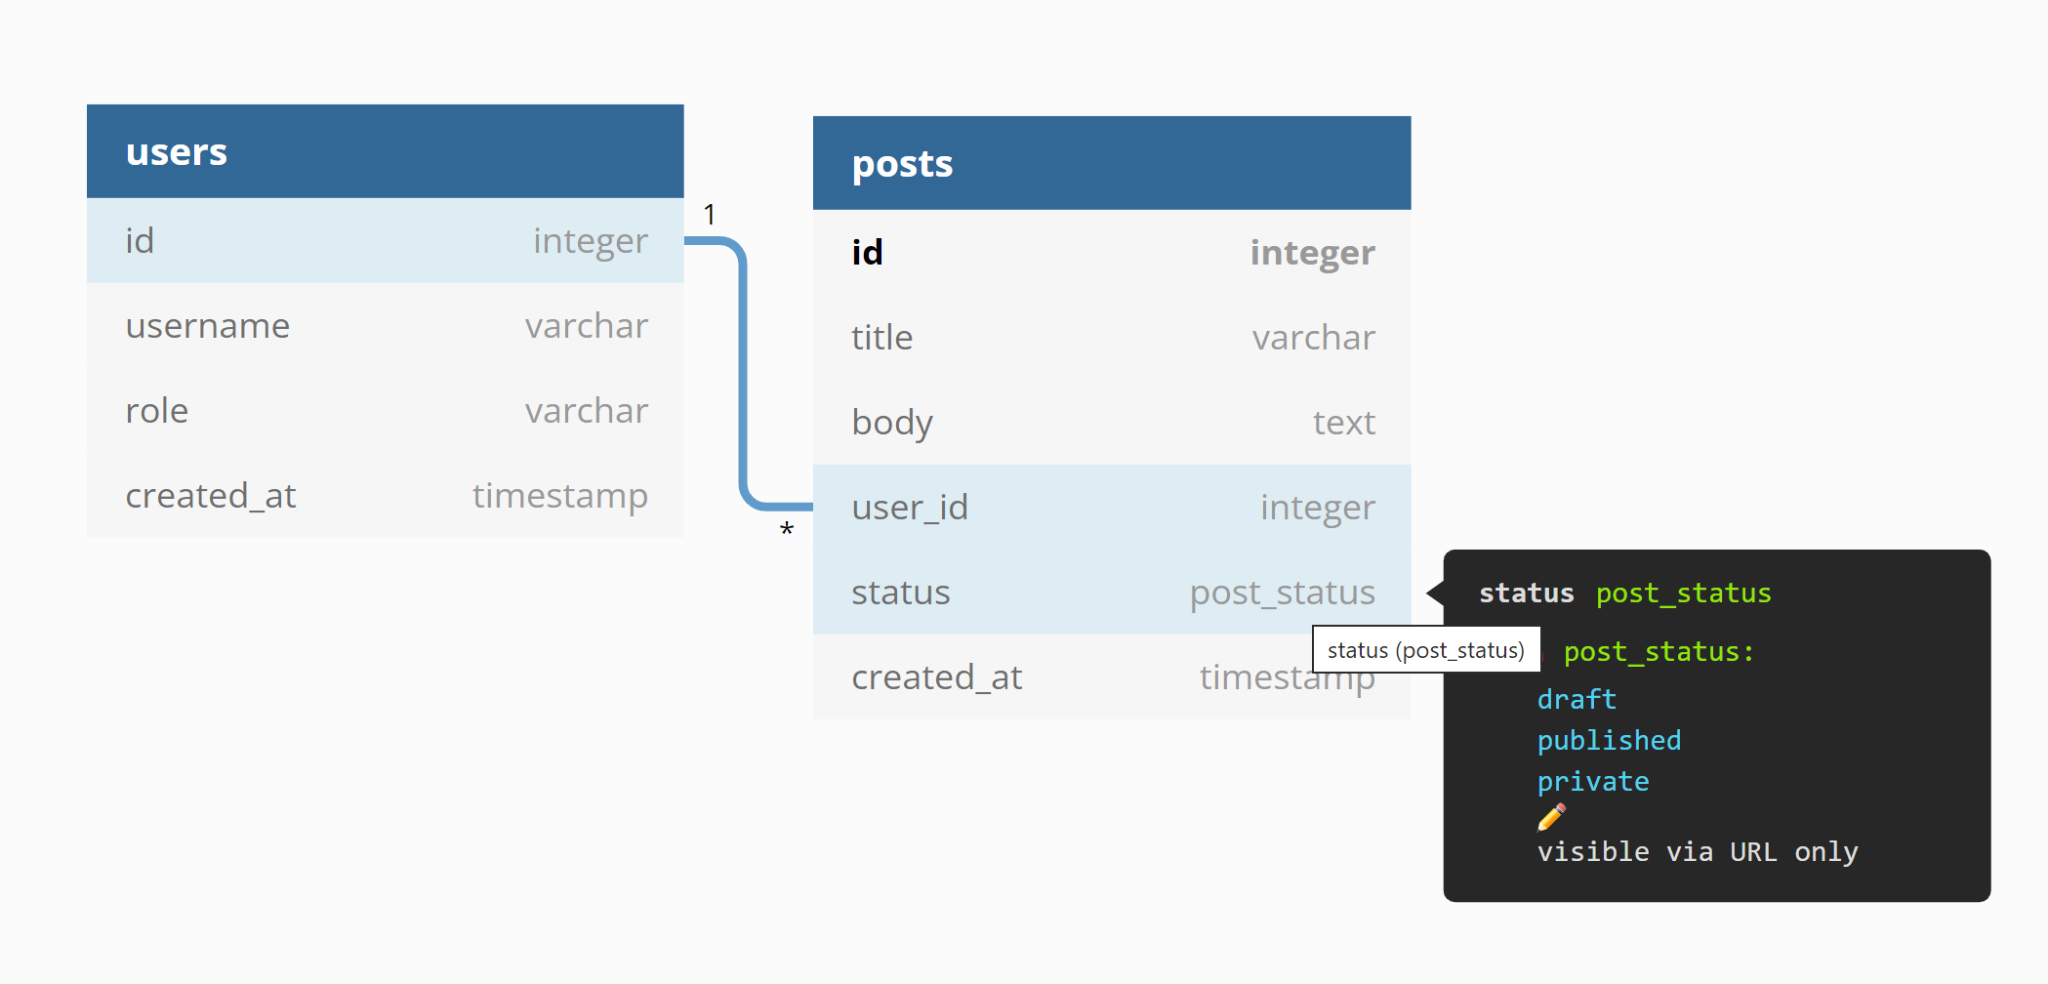 users
id integer
username varchar
role varchar
created_at timestamp
1
*
posts
id integer
title varchar
body text
user_id integer
status post_status
created_at timestamp
status (post_status)
status post_status
post_status:
draft
published
private
visible via URL only